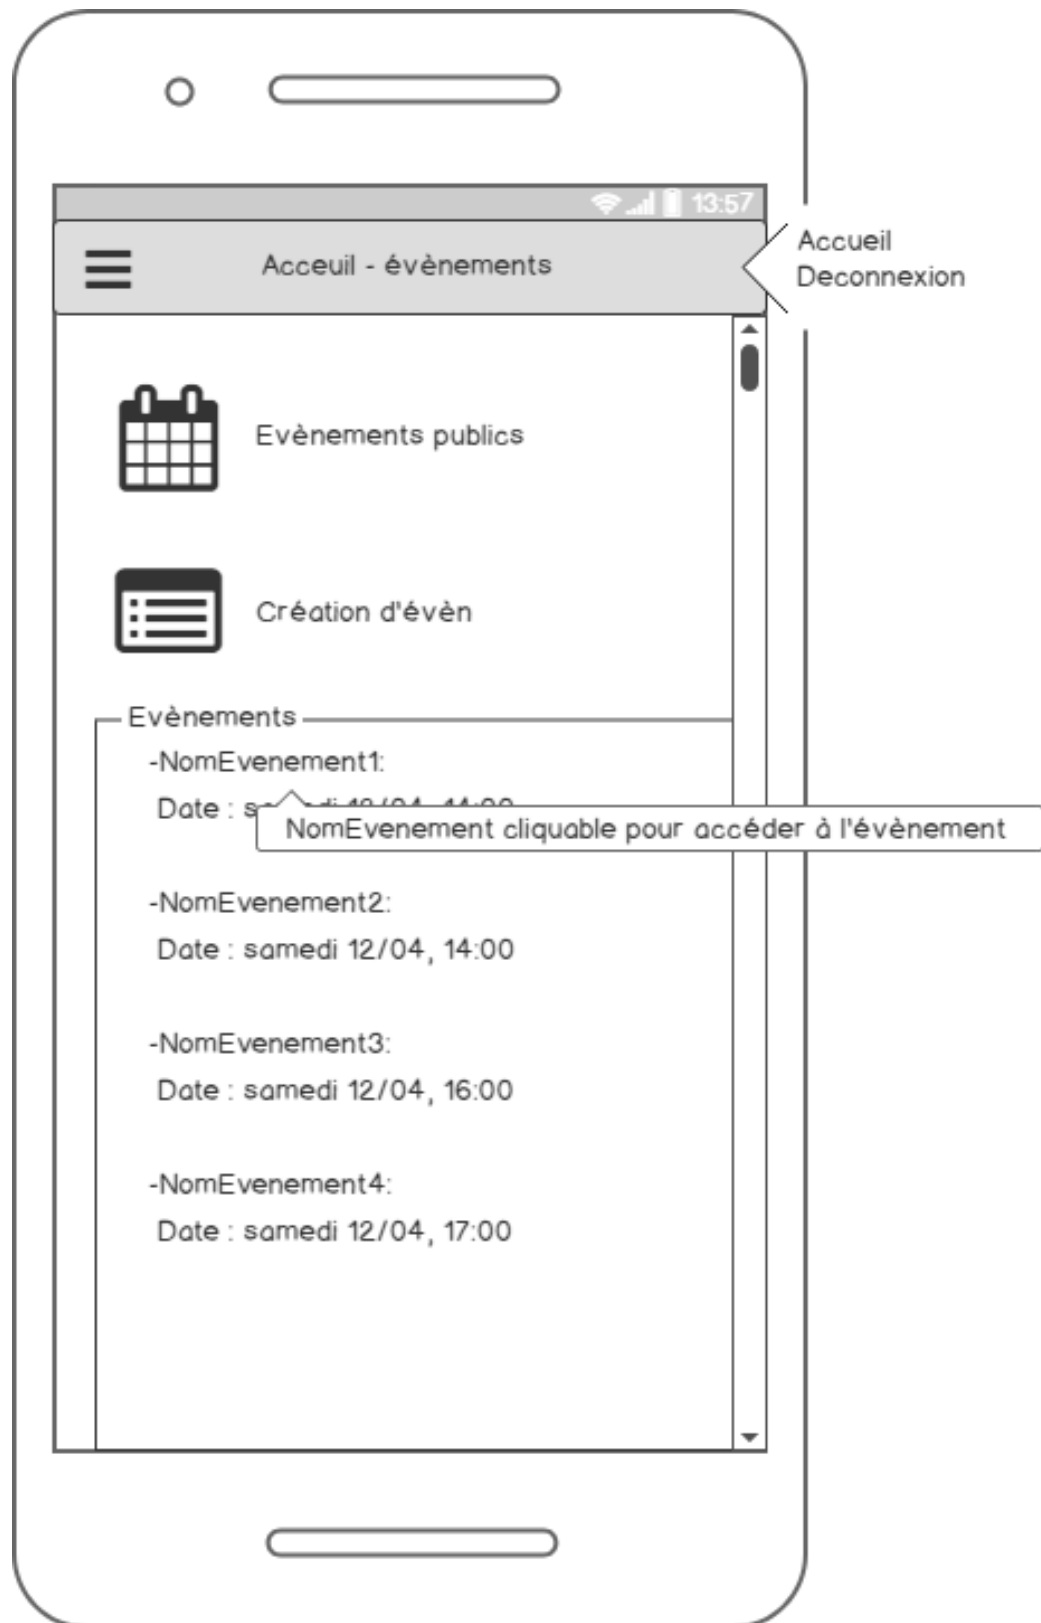 13:57
Acceuil - évènements
Accueil
Deconnexion
Evènements publics
Création d'évèn
Evènements
-NomEvenement1:
Date :
NomEvenement cliquable pour accéder à l'évènement
-NomEvenement2:
Date : samedi 12/04, 14:00
-NomEvenement3:
Date : samedi 12/04, 16:00
-NomEvenement4:
Date : samedi 12/04, 17:00